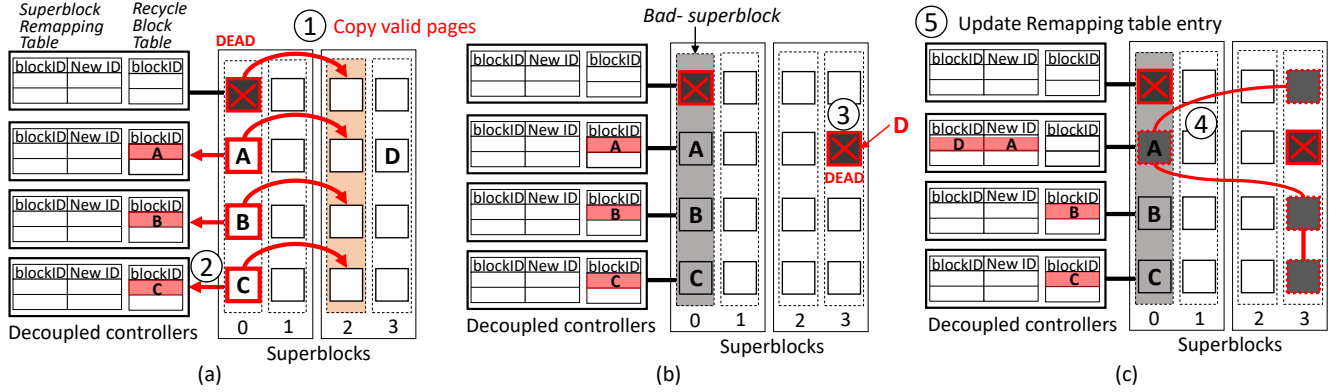 Superblock
Remapping
Table
Recycle
Block
Table
1 Copy valid pages
DEAD
blockID New ID blockID
blockID New ID blockID
A
A
D
blockID New ID blockID
B
B
2
blockID New ID blockID
C
C
Decoupled controllers
0 1 2 3
Superblocks
(a)
Bad- superblock
blockID New ID blockID
3
D
blockID New ID blockID
A
A
DEAD
blockID New ID blockID
B
B
blockID New ID blockID
C
C
Decoupled controllers
0 1 2 3
Superblocks
(b)
5 Update Remapping table entry
blockID New ID blockID
4
blockID New ID blockID
D A
A
blockID New ID blockID
B
B
blockID New ID blockID
C
C
Decoupled controllers
0 1 2 3
Superblocks
(c)